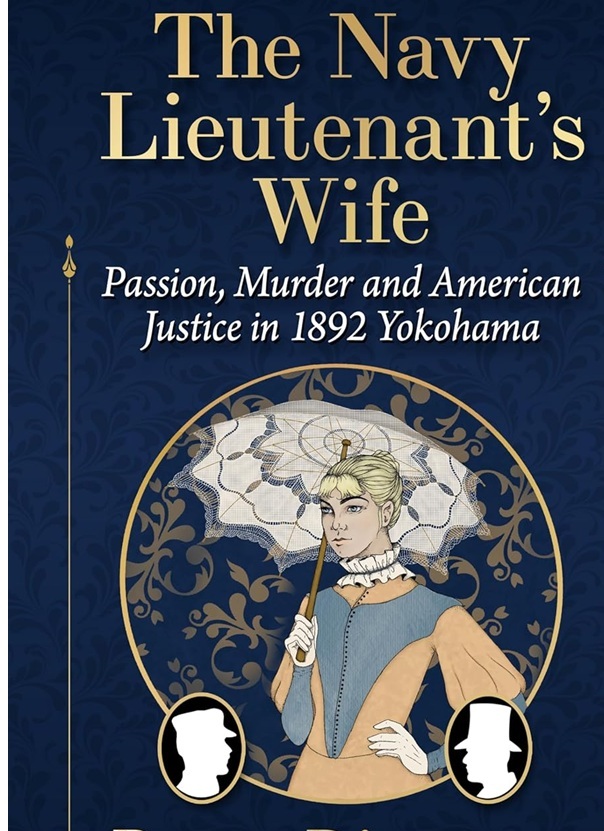 The Navy
Lieutenant's
Wife
Passion, Murder and American
Justice in 1892 Yokohama